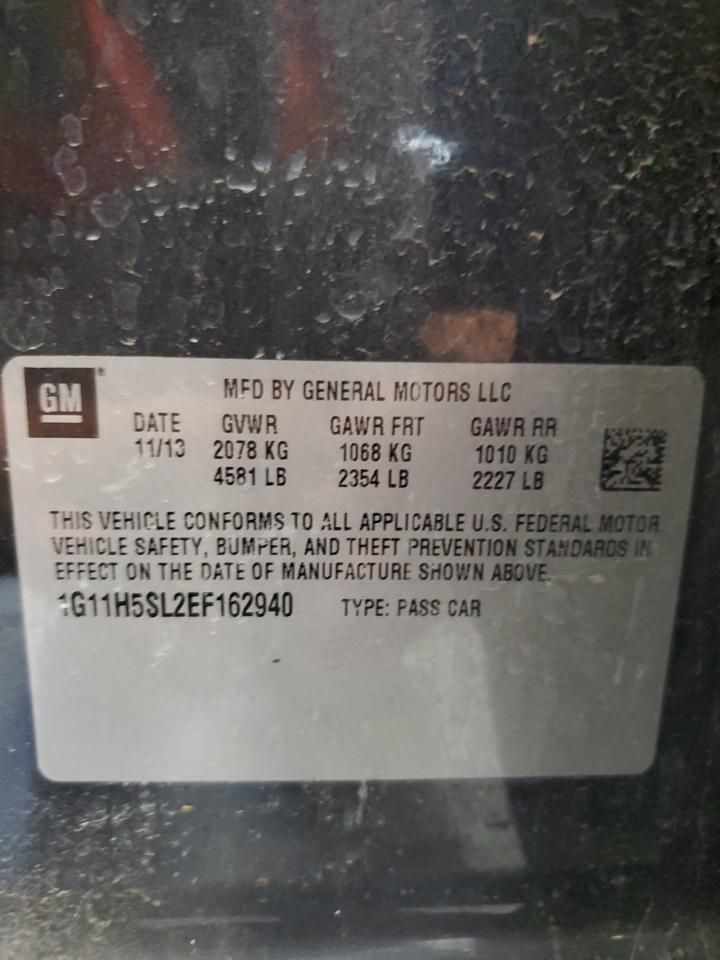 GM
MFD BY GENERAL MOTORS LLC
DATE GVWR GAWR FRT GAWR RR
11/13 2078 KG 1068 KG 1010 KG
4581 LB 2354 LB 2227 LB
THIS VEHICLE CONFORMS TO ALL APPLICABLE U.S. FEDERAL MOTOR
VEHICLE SAFETY, BUMPER, AND THEFT PREVENTION STANDARDS IN
EFFECT ON THE DATE OF MANUFACTURE SHOWN ABOVE.
1G11H5SL2EF162940 TYPE: PASS CAR